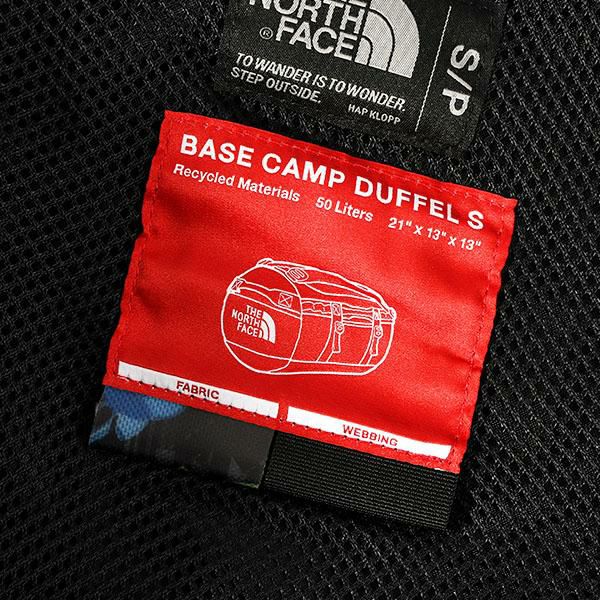 THE
NORTH
FACE
®
S/P
TO WANDER IS TO WONDER.
STEP OUTSIDE.
HAP KLOPP
BASE CAMP DUFFEL S
Recycled Materials 50 Liters 21" x 13" x 13"
THE
NORTH
FACE
FABRIC
WEBBING